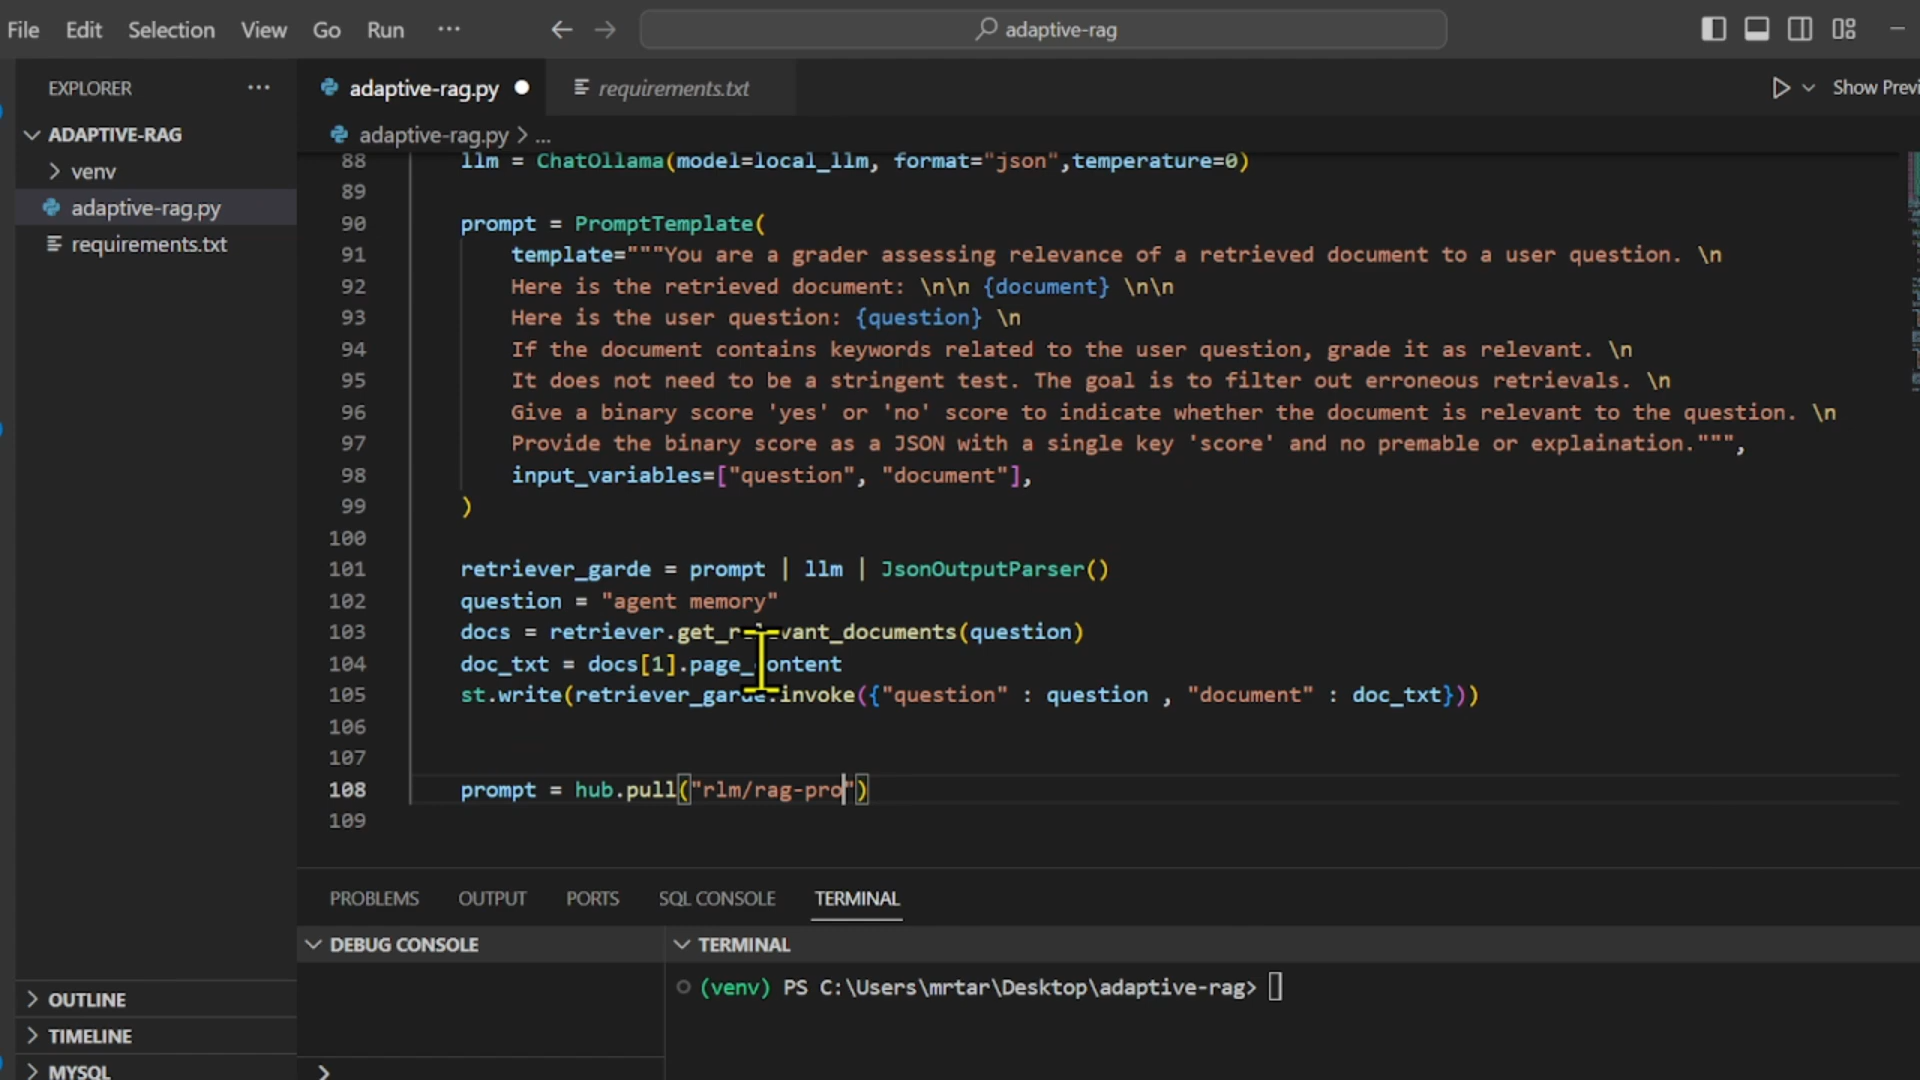 File Edit Selection View Go Run ···
adaptive-rag
EXPLORER ···
adaptive-rag.py
requirements.txt
Show Previ
ADAPTIVE-RAG
adaptive-rag.py > ...
venv
adaptive-rag.py
requirements.txt
88 llm = ChatOllama(model=local_llm, format="json",temperature=0)
89
90 prompt = PromptTemplate(
91 template="""You are a grader assessing relevance of a retrieved document to a user question. \n
92 Here is the retrieved document: \n\n {document} \n\n
93 Here is the user question: {question} \n
94 If the document contains keywords related to the user question, grade it as relevant. \n
95 It does not need to be a stringent test. The goal is to filter out erroneous retrievals. \n
96 Give a binary score 'yes' or 'no' score to indicate whether the document is relevant to the question. \n
97 Provide the binary score as a JSON with a single key 'score' and no premable or explaination.""",
98 input_variables=["question", "document"],
99 )
100
101 retriever_garde = prompt | llm | JsonOutputParser()
102 question = "agent memory"
103 docs = retriever.get_relevant_documents(question)
104 doc_txt = docs[1].page_content
105 st.write(retriever_garde.invoke({"question" : question , "document" : doc_txt}))
106
107
108 prompt = hub.pull("rlm/rag-pro")
109
PROBLEMS OUTPUT PORTS SQL CONSOLE TERMINAL
DEBUG CONSOLE
TERMINAL
(venv) PS C:\Users\mrtar\Desktop\adaptive-rag>
OUTLINE
TIMELINE
MYSQL